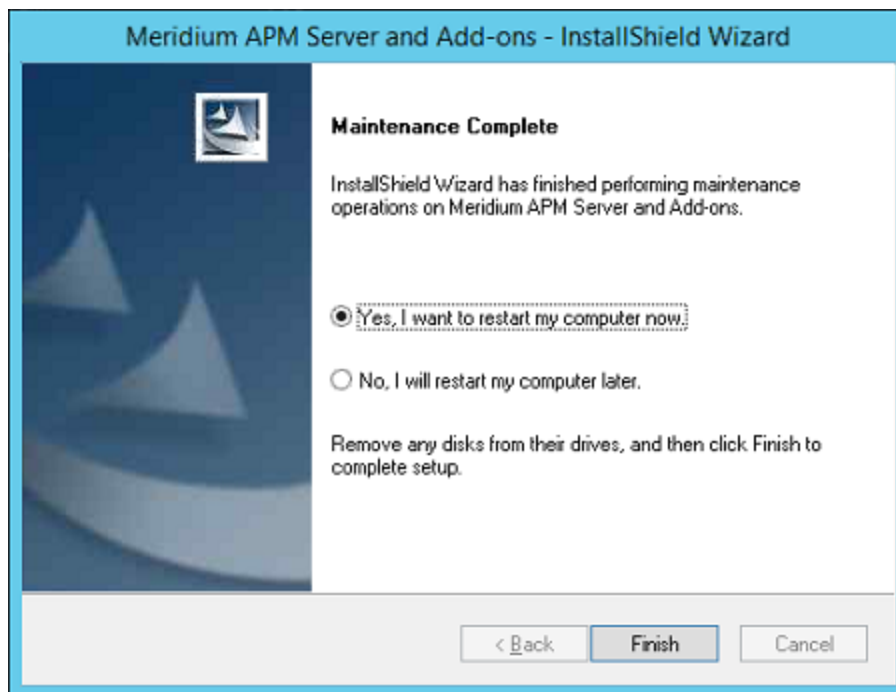 Meridium APM Server and Add-ons - InstallShield Wizard
Maintenance Complete
InstallShield Wizard has finished performing maintenance
operations on Meridium APM Server and Add-ons.
Yes, I want to restart my computer now.
No, I will restart my computer later.
Remove any disks from their drives, and then click Finish to
complete setup.
< Back Finish Cancel